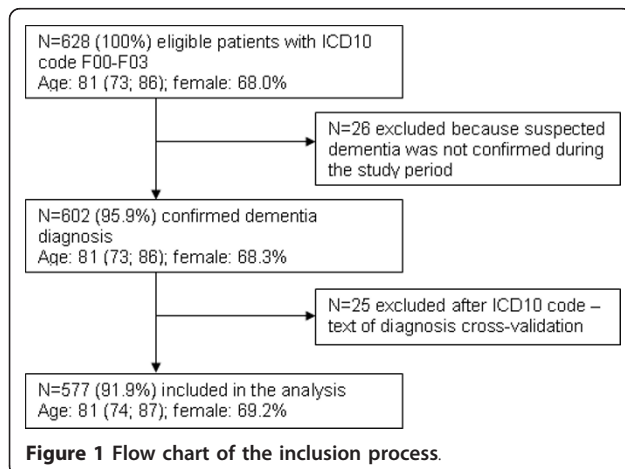 N=628 (100%) eligible patients with ICD10
code F00-F03
Age: 81 (73; 86); female: 68.0%
N=26 excluded because suspected
dementia was not confirmed during
the study period
N=602 (95.9%) confirmed dementia
diagnosis
Age: 81 (73; 86); female: 68.3%
N=25 excluded after ICD10 code –
text of diagnosis cross-validation
N=577 (91.9%) included in the analysis
Age: 81 (74; 87); female: 69.2%
Figure 1 Flow chart of the inclusion process.